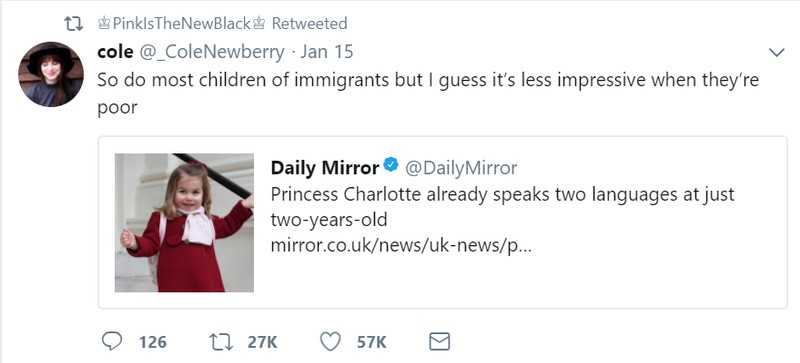 ♔PinkIsTheNewBlack♔ Retweeted
cole @_ColeNewberry · Jan 15
So do most children of immigrants but I guess it’s less impressive when they’re
poor
Daily Mirror @DailyMirror
Princess Charlotte already speaks two languages at just
two-years-old
mirror.co.uk/news/uk-news/p...
126 27K 57K